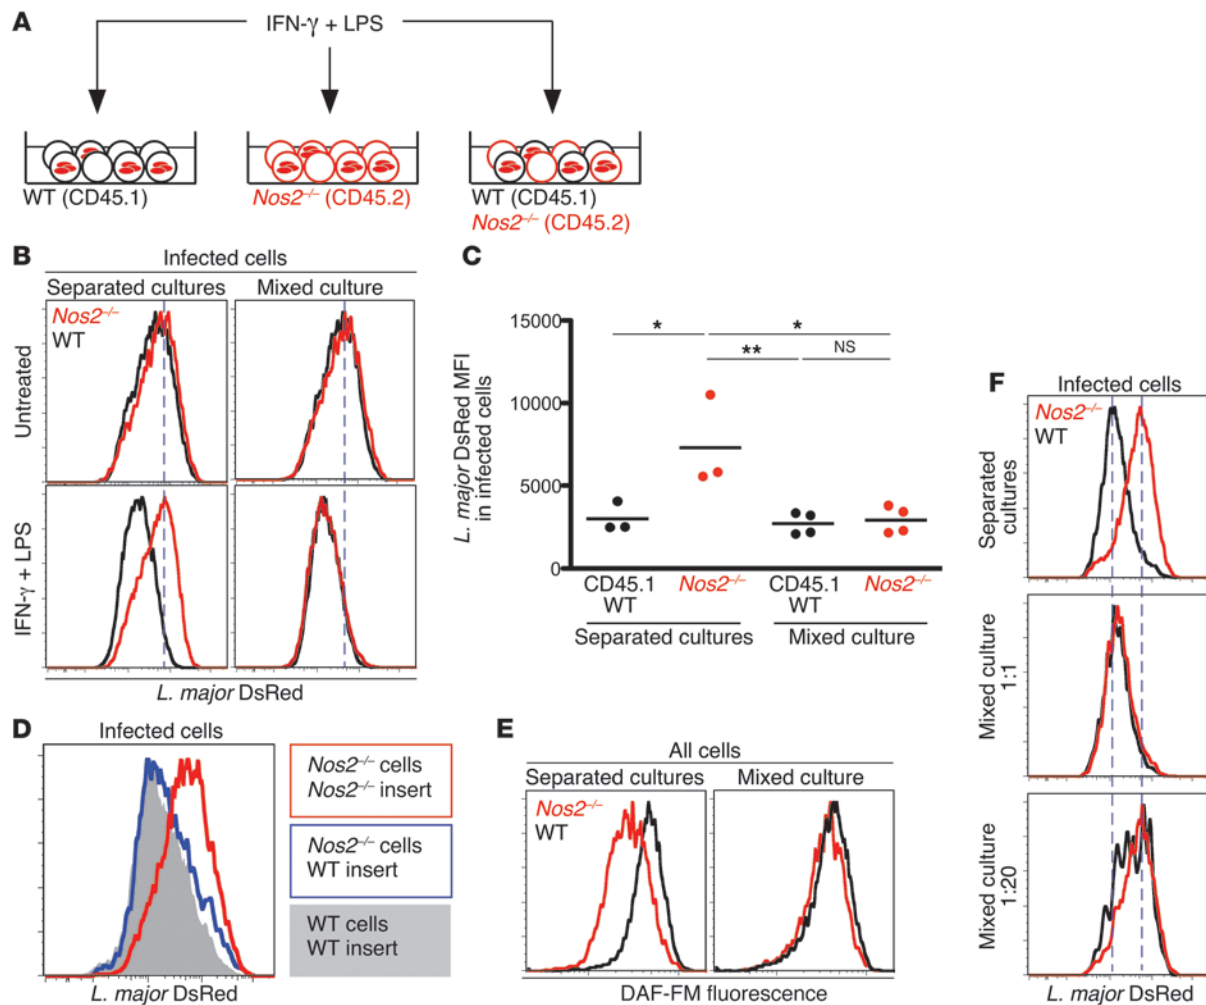 A
IFN-γ + LPS
WT (CD45.1)
Nos2–/– (CD45.2)
WT (CD45.1)
Nos2–/– (CD45.2)
B
Infected cells
Separated cultures
Mixed culture
Nos2–/–
WT
Untreated
IFN-γ + LPS
L. major DsRed
C
L. major DsRed MFI
in infected cells
15000
10000
5000
0
*
*
**
NS
CD45.1
WT
Nos2–/–
CD45.1
WT
Nos2–/–
Separated cultures
Mixed culture
D
Infected cells
L. major DsRed
Nos2–/– cells
Nos2–/– insert
Nos2–/– cells
WT insert
WT cells
WT insert
E
All cells
Separated cultures
Mixed culture
Nos2–/–
WT
DAF-FM fluorescence
F
Infected cells
Nos2–/–
WT
Separated
cultures
Mixed culture
1:1
Mixed culture
1:20
L. major DsRed